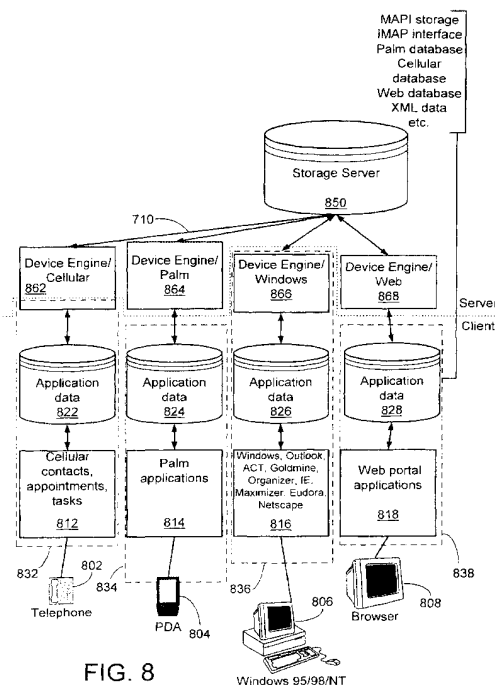 MAPI storage
iMAP interface
Palm database
Cellular
database
Web database
XML data
etc.
Storage Server
850
710
Device Engine/
Cellular
862
Device Engine/
Palm
864
Device Engine/
Windows
866
Device Engine/
Web
868
Server
Client
Application
data
822
Application
data
824
Application
data
826
Application
data
828
Cellular
contacts,
appointments,
tasks
812
Palm
applications
814
Windows, Outlook,
ACT, Goldmine,
Organizer, IE,
Maximizer, Eudora,
Netscape
816
Web portal
applications
818
832
802
Telephone
834
PDA
804
836
806
Windows 95/98/NT
838
808
Browser
FIG. 8